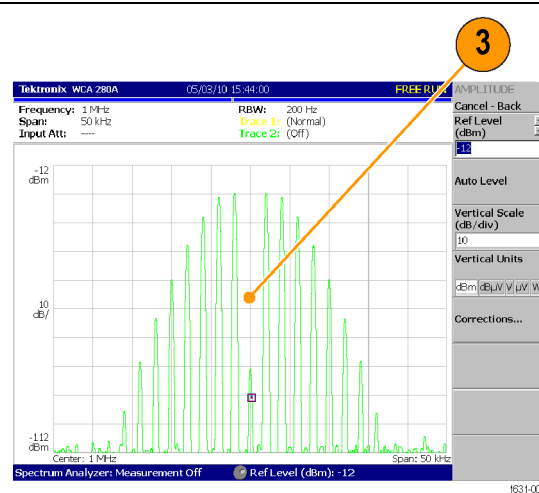 3
Tektronix WCA 280A 05/03/10 15:44:00 FREE RUN
AMPLITUDE
Cancel - Back
Frequency: 1 MHz RBW: 200 Hz
Span: 50 kHz Trace 1: (Normal)
Input Att: ---- Trace 2: (Off)
Ref Level
(dBm)
-12
Auto Level
Vertical Scale
(dB/div)
10
Vertical Units
dBm dBµV V µV W
Corrections...
-12
dBm
10
dB/
-112
dBm
Center: 1 MHz Span: 50 kHz
Spectrum Analyzer: Measurement Off Ref Level (dBm): -12